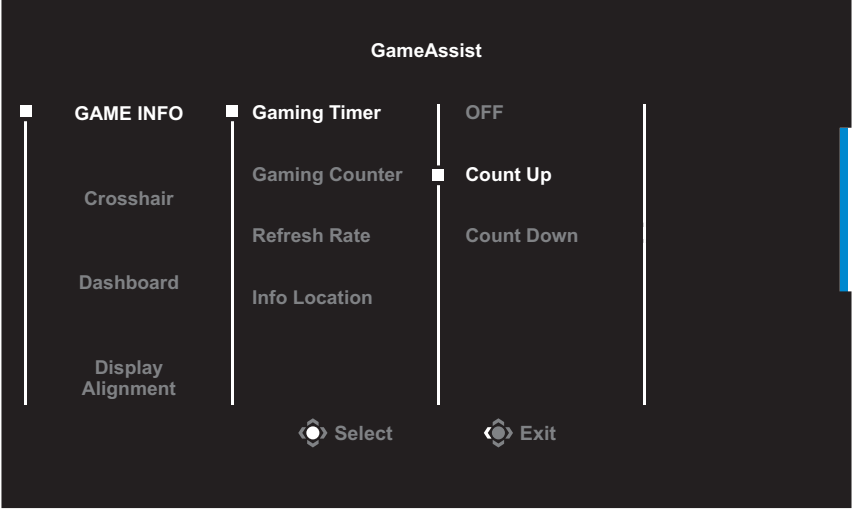 GameAssist
GAME INFO
Crosshair
Dashboard
Display
Alignment
Gaming Timer
Gaming Counter
Refresh Rate
Info Location
OFF
Count Up
Count Down
Select
Exit